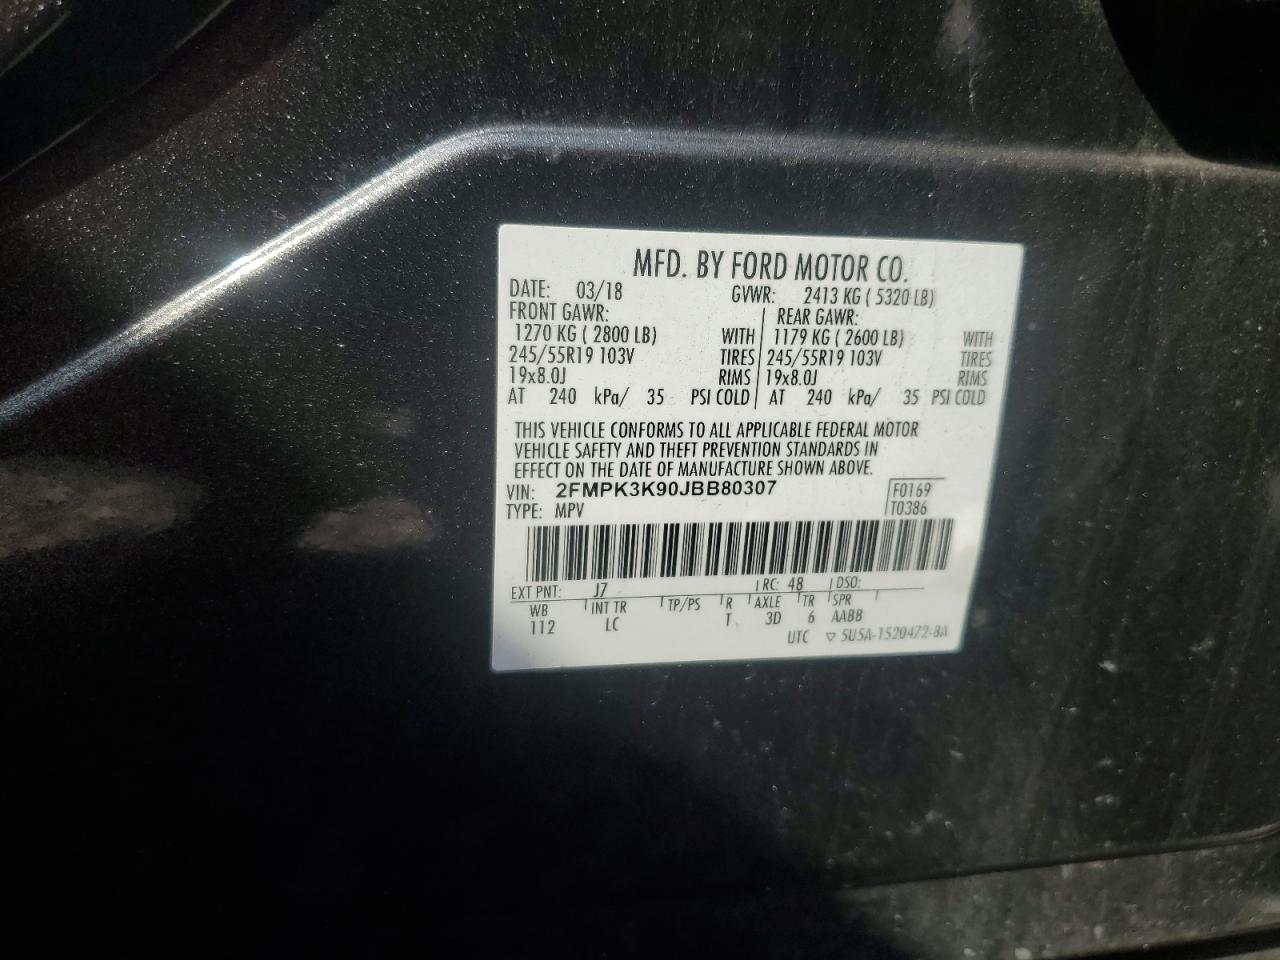 MFD. BY FORD MOTOR CO.
DATE: 03/18 GVWR: 2413 KG ( 5320 LB)
FRONT GAWR: REAR GAWR:
1270 KG ( 2800 LB) WITH 1179 KG ( 2600 LB) WITH
245/55R19 103V TIRES 245/55R19 103V TIRES
19x8.0J RIMS 19x8.0J RIMS
AT 240 kPa/ 35 PSI COLD AT 240 kPa/ 35 PSI COLD
THIS VEHICLE CONFORMS TO ALL APPLICABLE FEDERAL MOTOR
VEHICLE SAFETY AND THEFT PREVENTION STANDARDS IN
EFFECT ON THE DATE OF MANUFACTURE SHOWN ABOVE.
VIN: 2FMPK3K90JBB80307 F0169
TYPE: MPV T0386
EXT PNT: J7 RC: 48 DSO:
WB INT TR TP/PS R AXLE TR SPR
112 LC T 3D 6 AABB
UTC ▽ 5U5A-1520472-BA